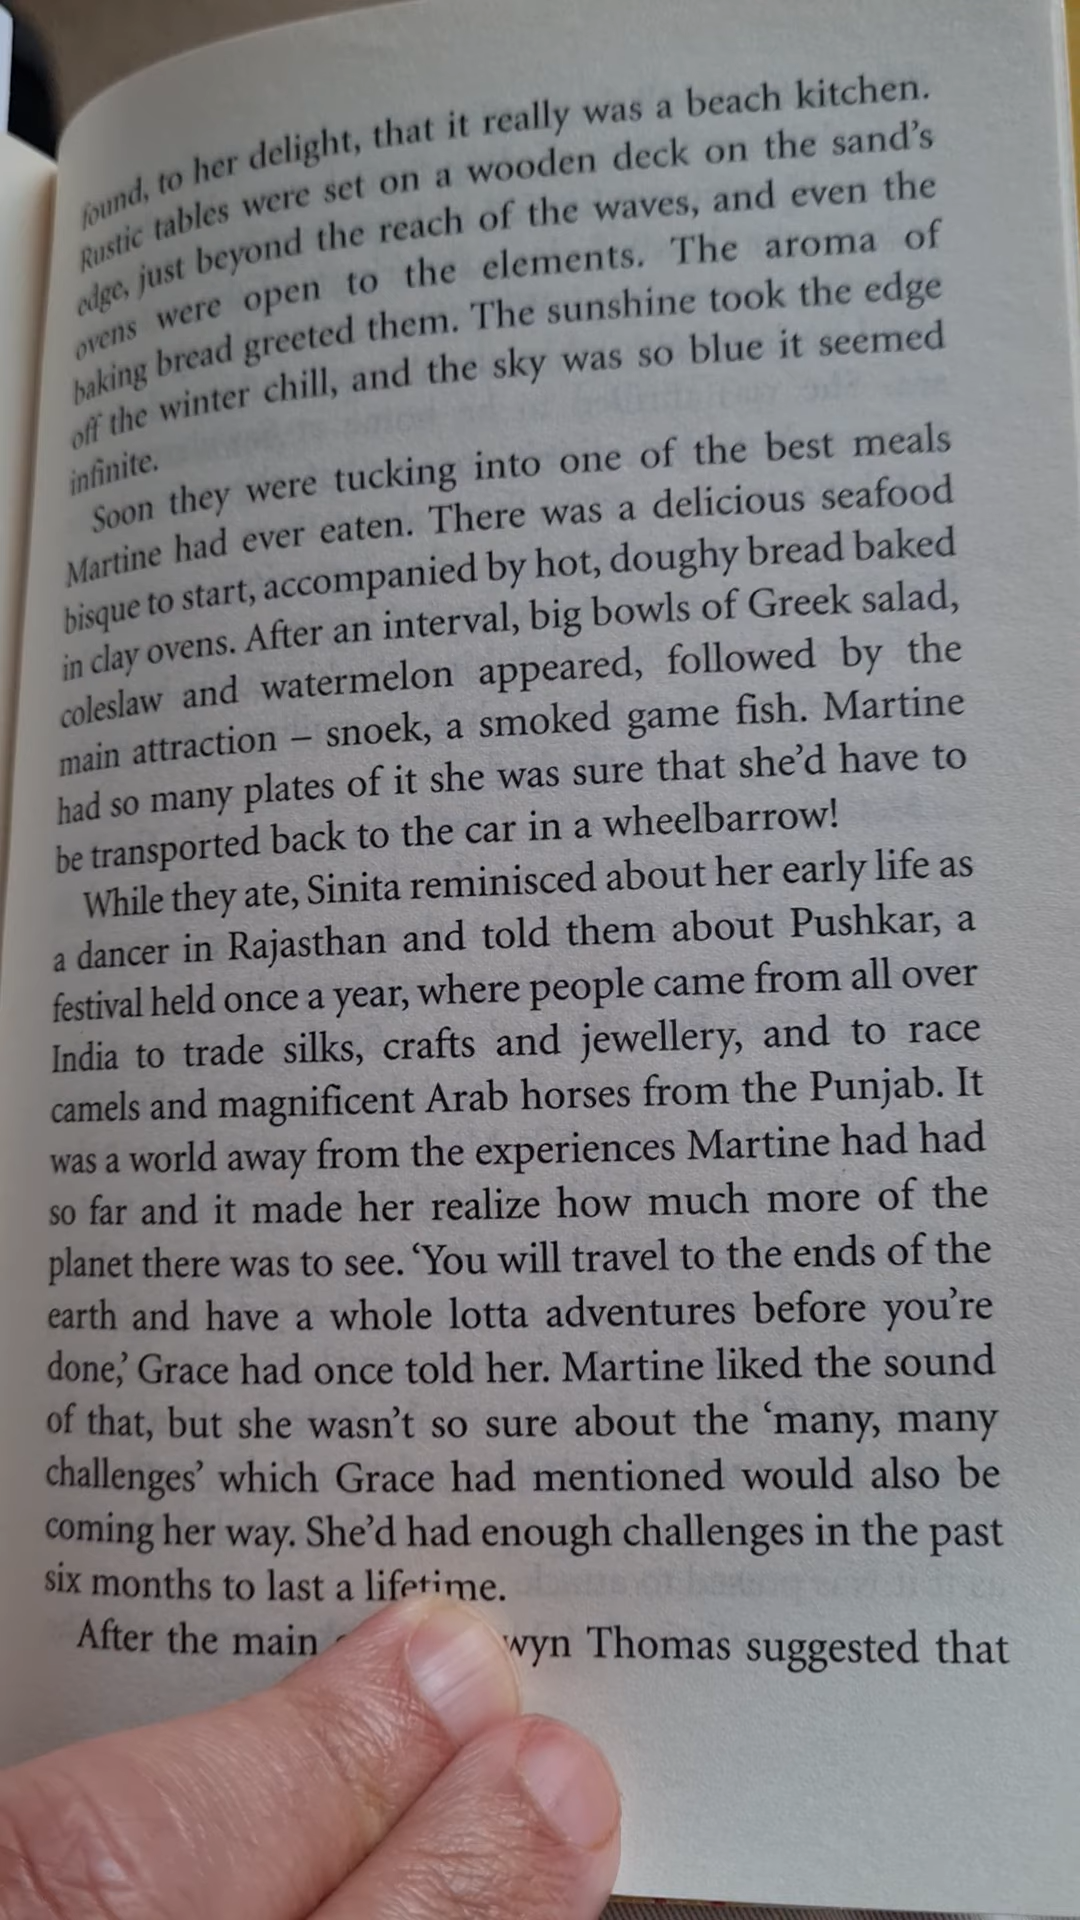 found, to her delight, that it really was a beach kitchen.
Rustic tables were set on a wooden deck on the sand's
edge, just beyond the reach of the waves, and even the
ovens were open to the elements. The aroma of
baking bread greeted them. The sunshine took the edge
off the winter chill, and the sky was so blue it seemed
infinite.
Soon they were tucking into one of the best meals
Martine had ever eaten. There was a delicious seafood
bisque to start, accompanied by hot, doughy bread baked
in clay ovens. After an interval, big bowls of Greek salad,
coleslaw and watermelon appeared, followed by the
main attraction – snoek, a smoked game fish. Martine
had so many plates of it she was sure that she'd have to
be transported back to the car in a wheelbarrow!
While they ate, Sinita reminisced about her early life as
a dancer in Rajasthan and told them about Pushkar, a
festival held once a year, where people came from all over
India to trade silks, crafts and jewellery, and to race
camels and magnificent Arab horses from the Punjab. It
was a world away from the experiences Martine had had
so far and it made her realize how much more of the
planet there was to see. ‘You will travel to the ends of the
earth and have a whole lotta adventures before you're
done,’ Grace had once told her. Martine liked the sound
of that, but she wasn't so sure about the ‘many, many
challenges’ which Grace had mentioned would also be
coming her way. She'd had enough challenges in the past
six months to last a lifetime.
After the main wyn Thomas suggested that